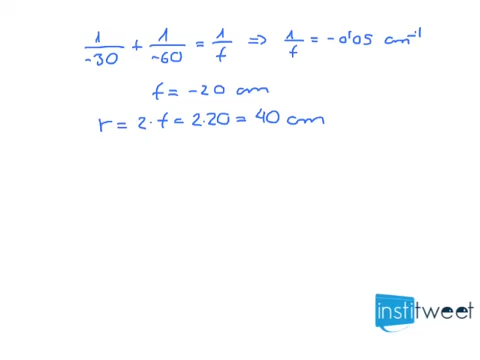 1/-30 + 1/-60 = 1/f ⇒ 1/f = -0'05 cm⁻¹
f = -20 cm
r = 2·f = 2·20 = 40 cm
institweet